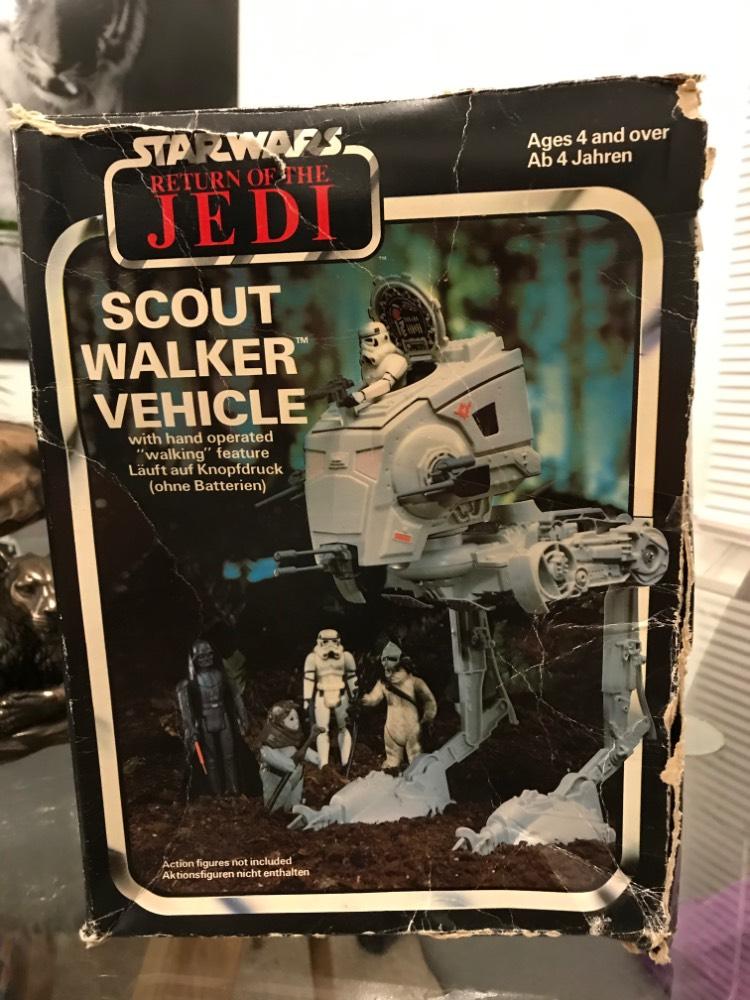 STAR WARS
RETURN OF THE
JEDI
™
Ages 4 and over
Ab 4 Jahren
SCOUT
WALKER™
VEHICLE
with hand operated
"walking" feature
Läuft auf Knopfdruck
(ohne Batterien)
Action figures not included
Aktionsfiguren nicht enthalten